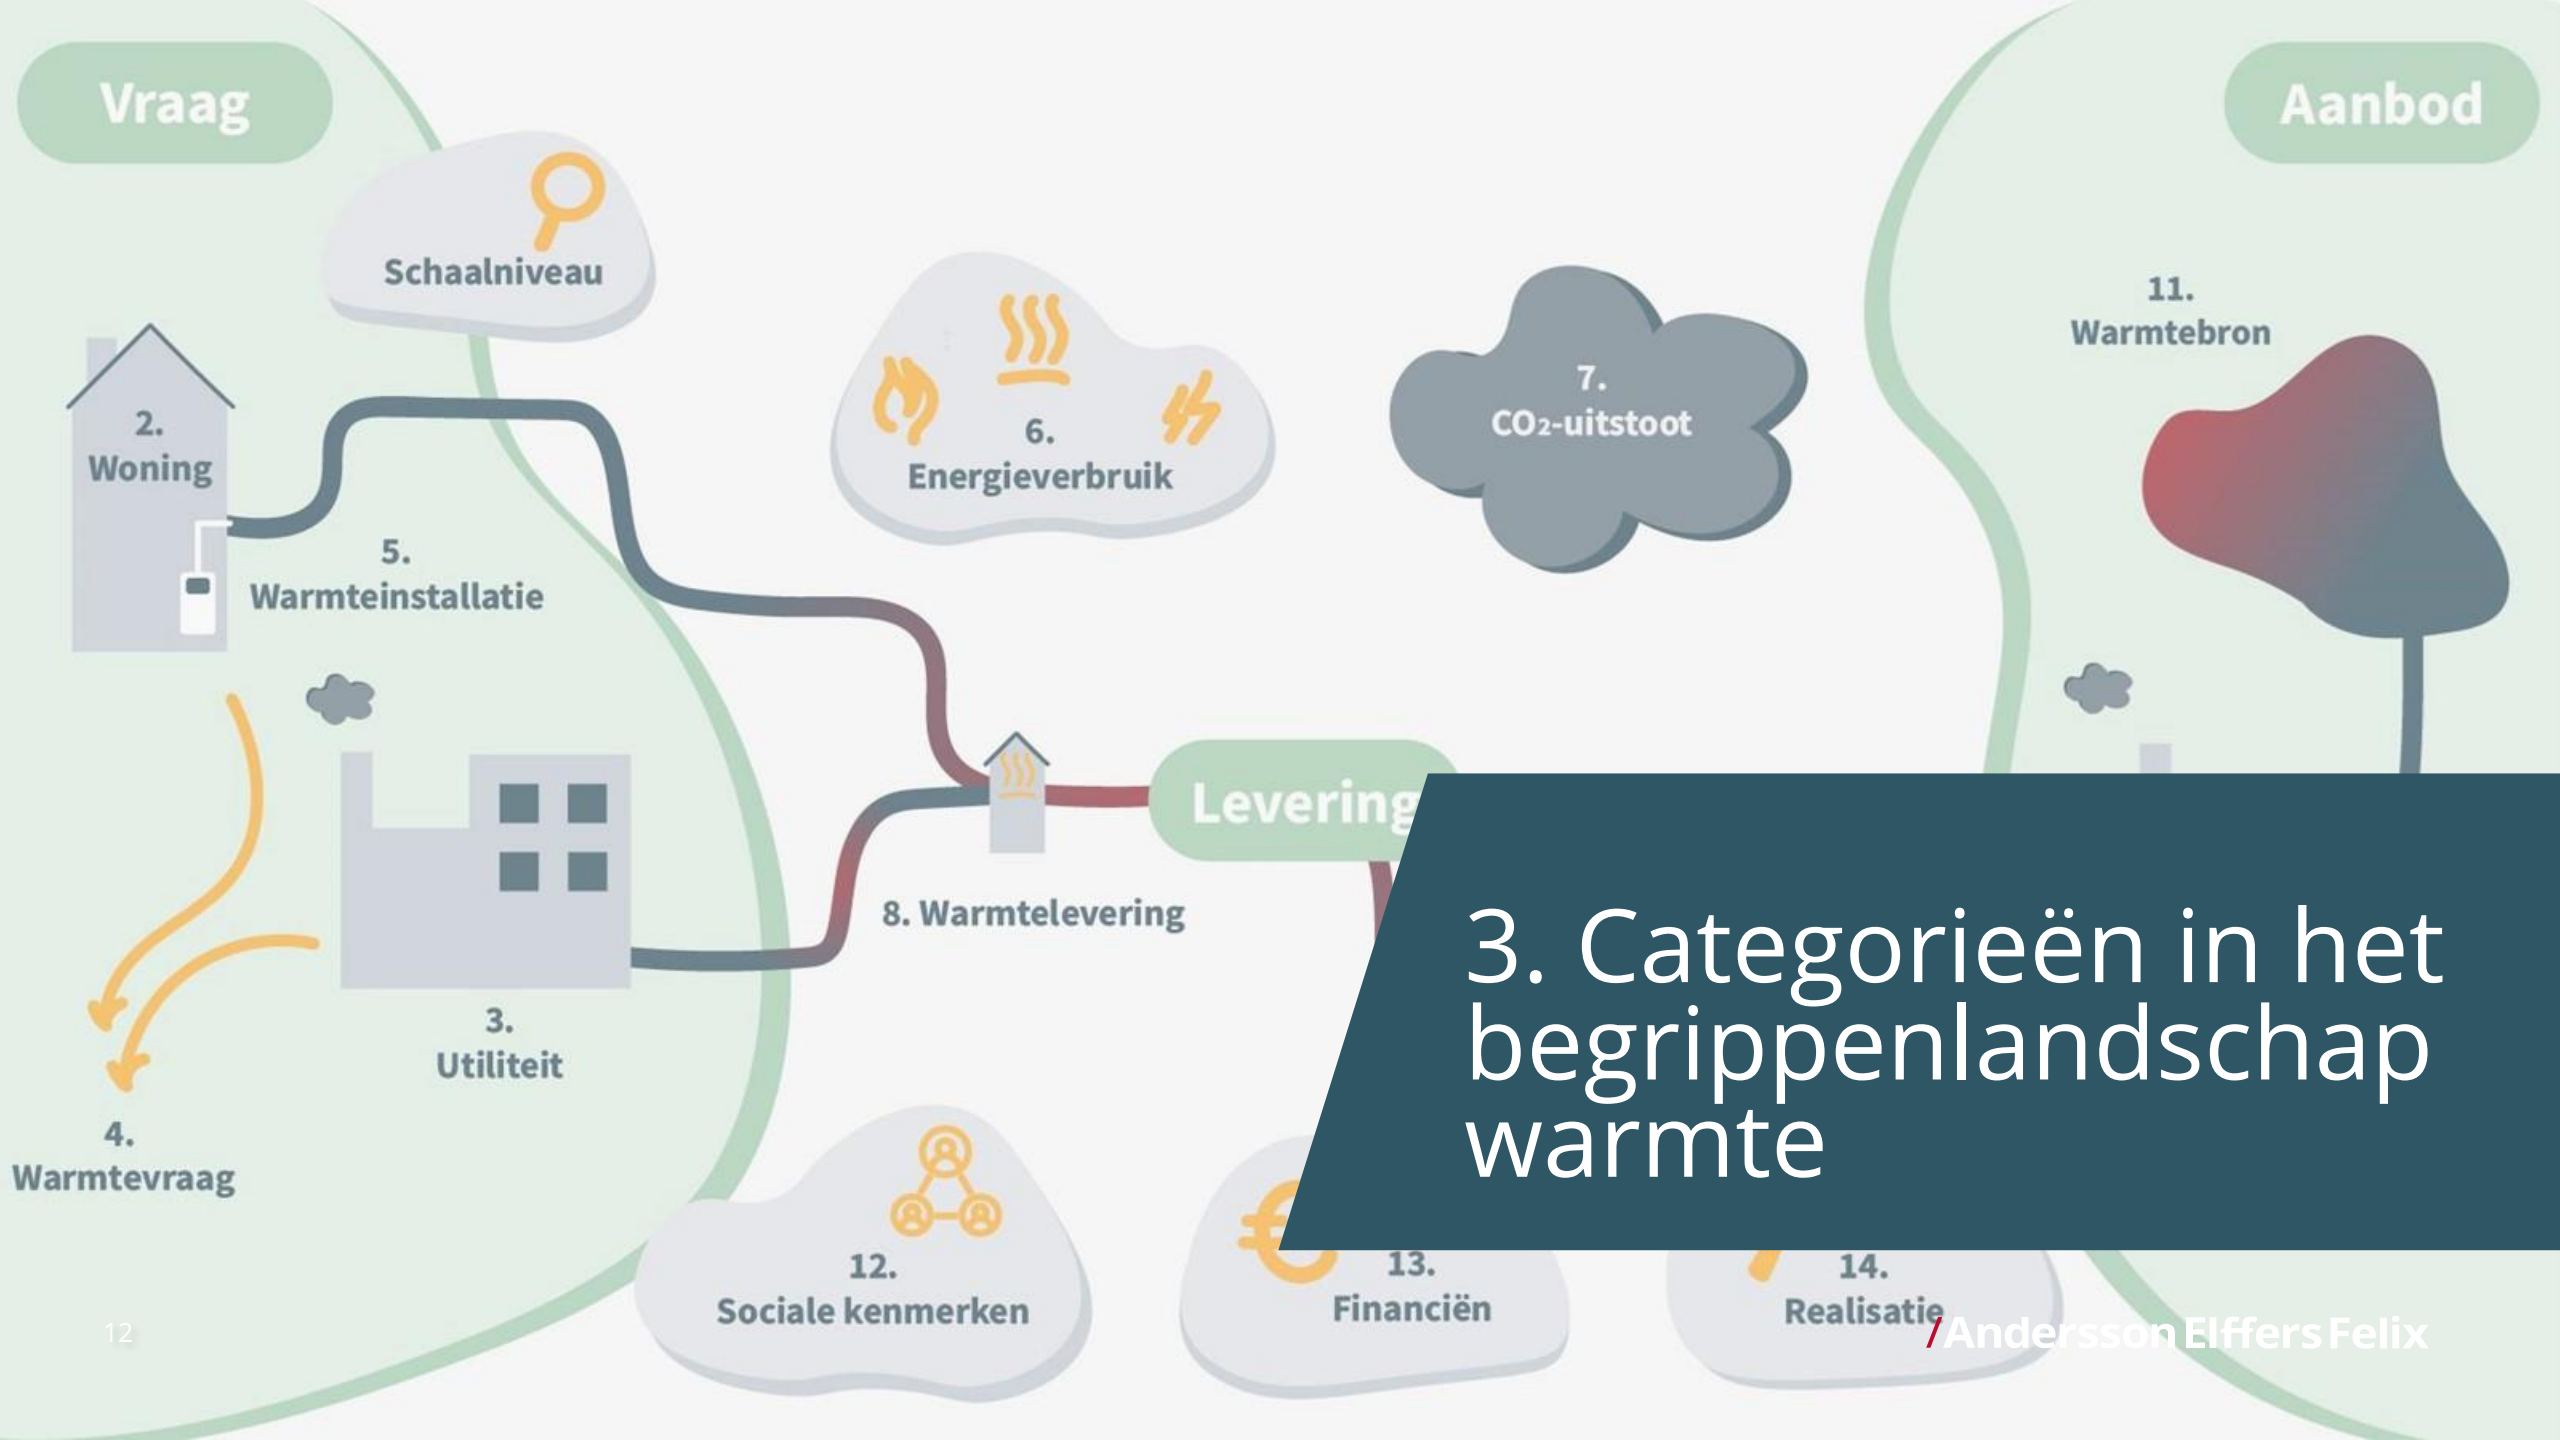 Vraag
Aanbod
Schaalniveau
11.
Warmtebron
2.
Woning
6.
Energieverbruik
7.
CO₂-uitstoot
5.
Warmteinstallatie
Levering
8. Warmtelevering
3.
Utiliteit
4.
Warmtevraag
3. Categorieën in het
begrippenlandschap
warmte
12.
Sociale kenmerken
13.
Financiën
14.
Realisatie
12
/Andersson Elffers Felix